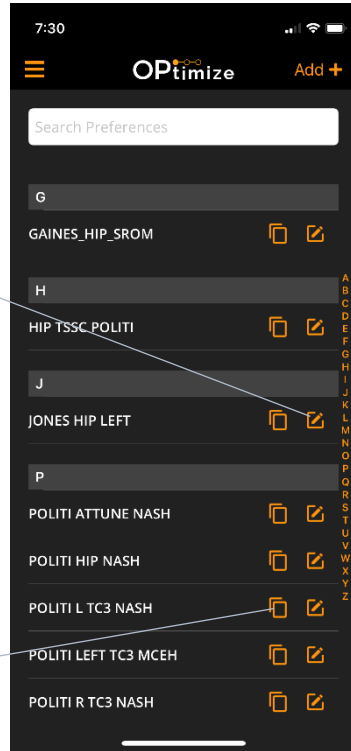 7:30
OPtimize
Add +
Search Preferences
G
GAINES_HIP_SROM
H
HIP TSSC POLITI
J
JONES HIP LEFT
P
POLITI ATTUNE NASH
POLITI HIP NASH
POLITI L TC3 NASH
POLITI LEFT TC3 MCEH
POLITI R TC3 NASH
A
B
C
D
E
F
G
H
I
J
K
L
M
N
O
P
Q
R
S
T
U
V
W
X
Y
Z